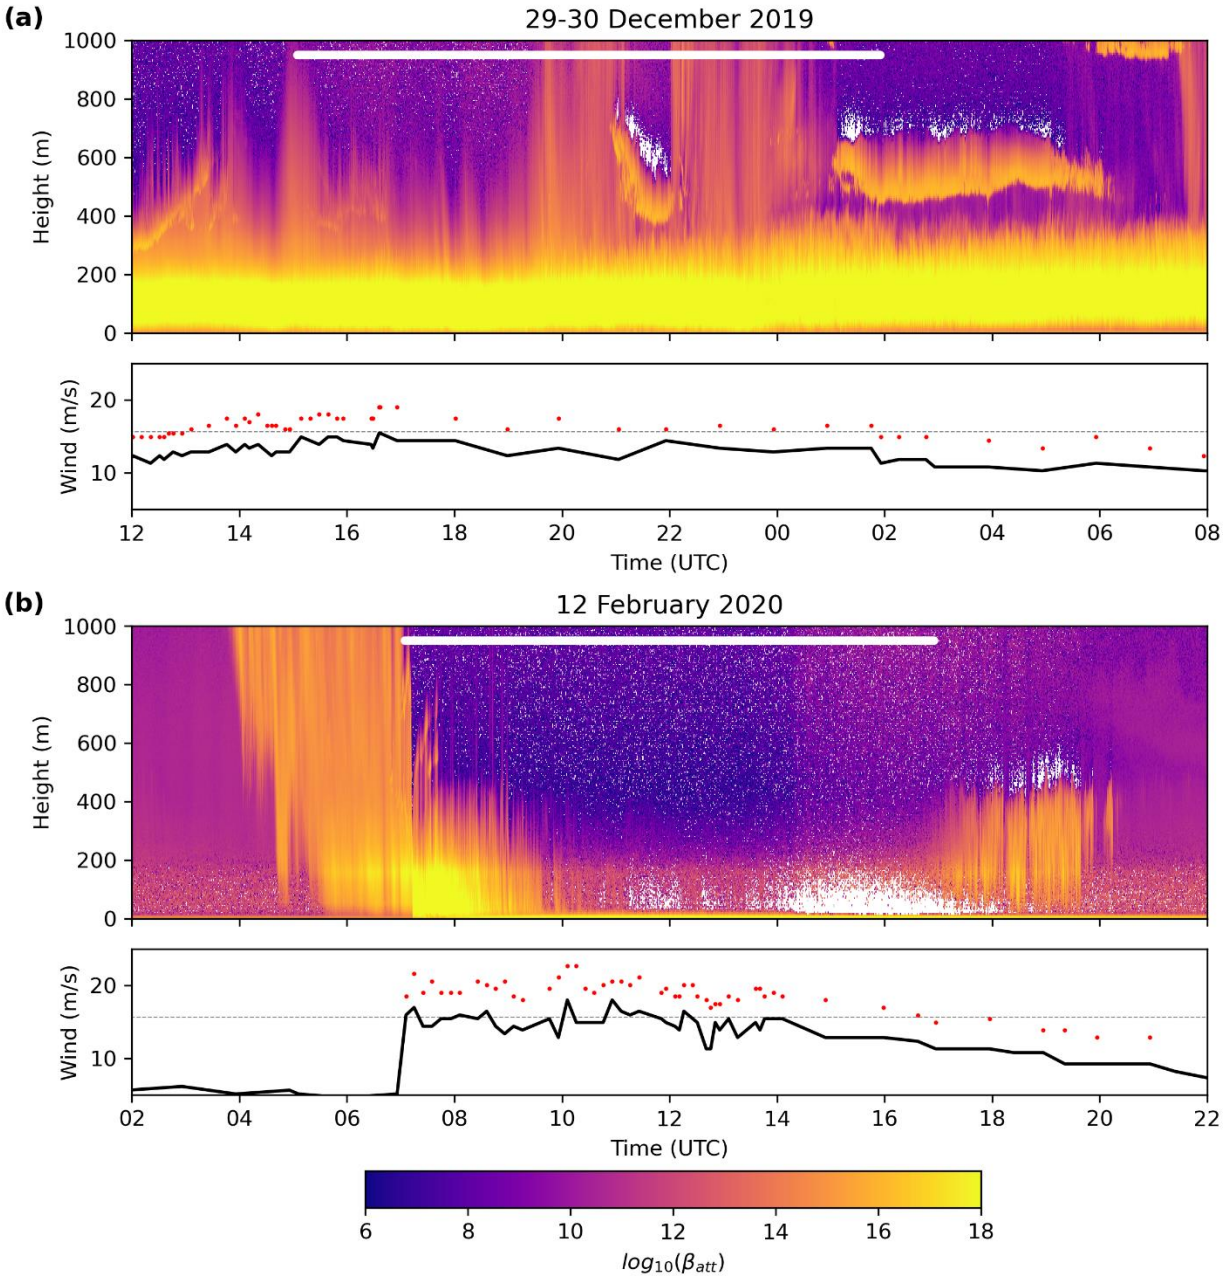 (a)
29-30 December 2019
1000
800
600
400
200
0
Height (m)
20
10
Wind (m/s)
12 14 16 18 20 22 00 02 04 06 08
Time (UTC)
(b)
12 February 2020
1000
800
600
400
200
0
Height (m)
20
10
Wind (m/s)
02 04 06 08 10 12 14 16 18 20 22
Time (UTC)
6 8 10 12 14 16 18
log₁₀(βₐₜₜ)